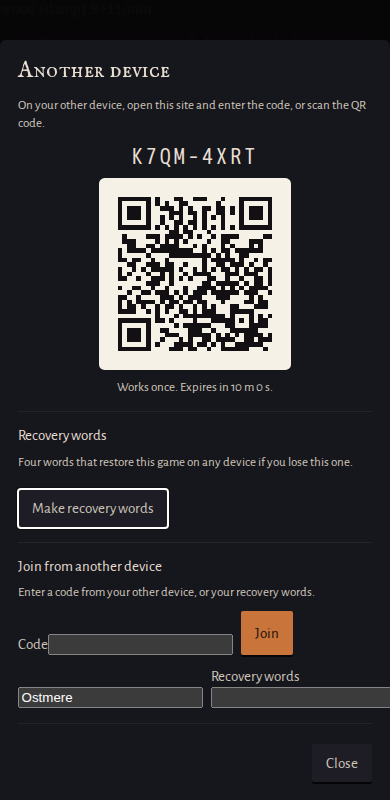 Another device
On your other device, open this site and enter the code, or scan the QR
code.
K7QM-4XRT
Works once. Expires in 10 m 0 s.
Recovery words
Four words that restore this game on any device if you lose this one.
Make recovery words
Join from another device
Enter a code from your other device, or your recovery words.
Code
Join
Recovery words
Ostmere
Close